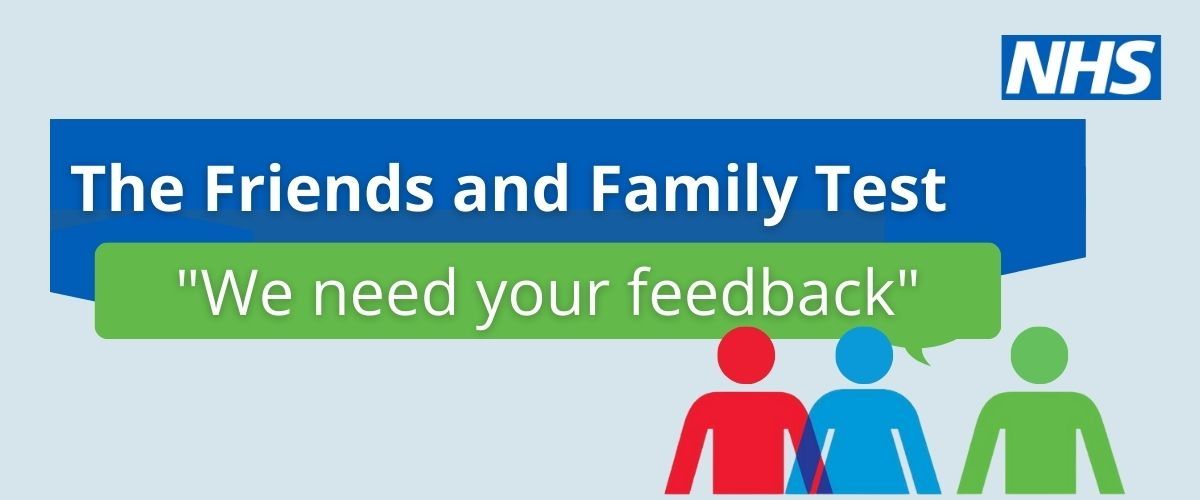 NHS
The Friends and Family Test
"We need your feedback"